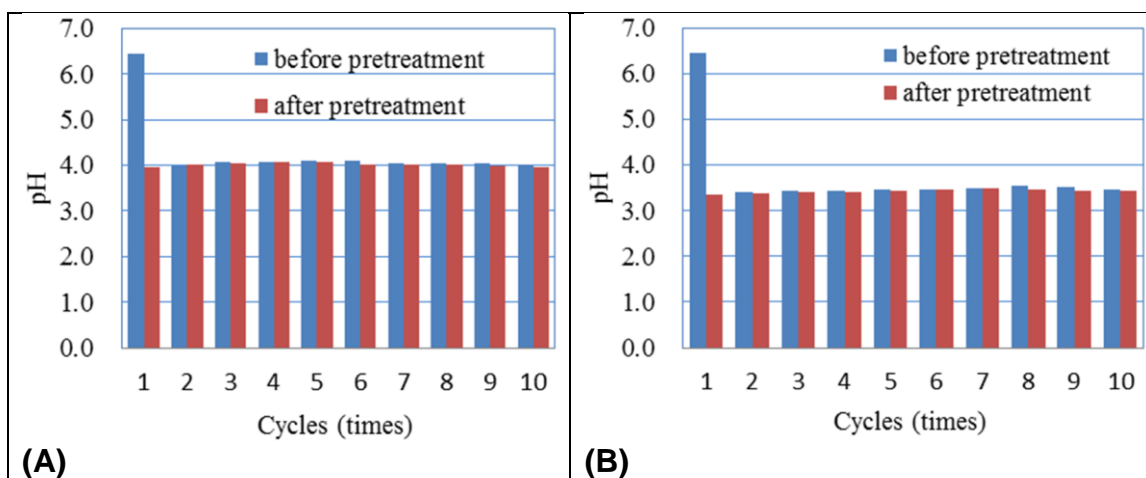 7.0
6.0
5.0
4.0
3.0
2.0
1.0
0.0
pH
before pretreatment
after pretreatment
1 2 3 4 5 6 7 8 9 10
Cycles (times)
(A)
7.0
6.0
5.0
4.0
3.0
2.0
1.0
0.0
pH
before pretreatment
after pretreatment
1 2 3 4 5 6 7 8 9 10
Cycles (times)
(B)